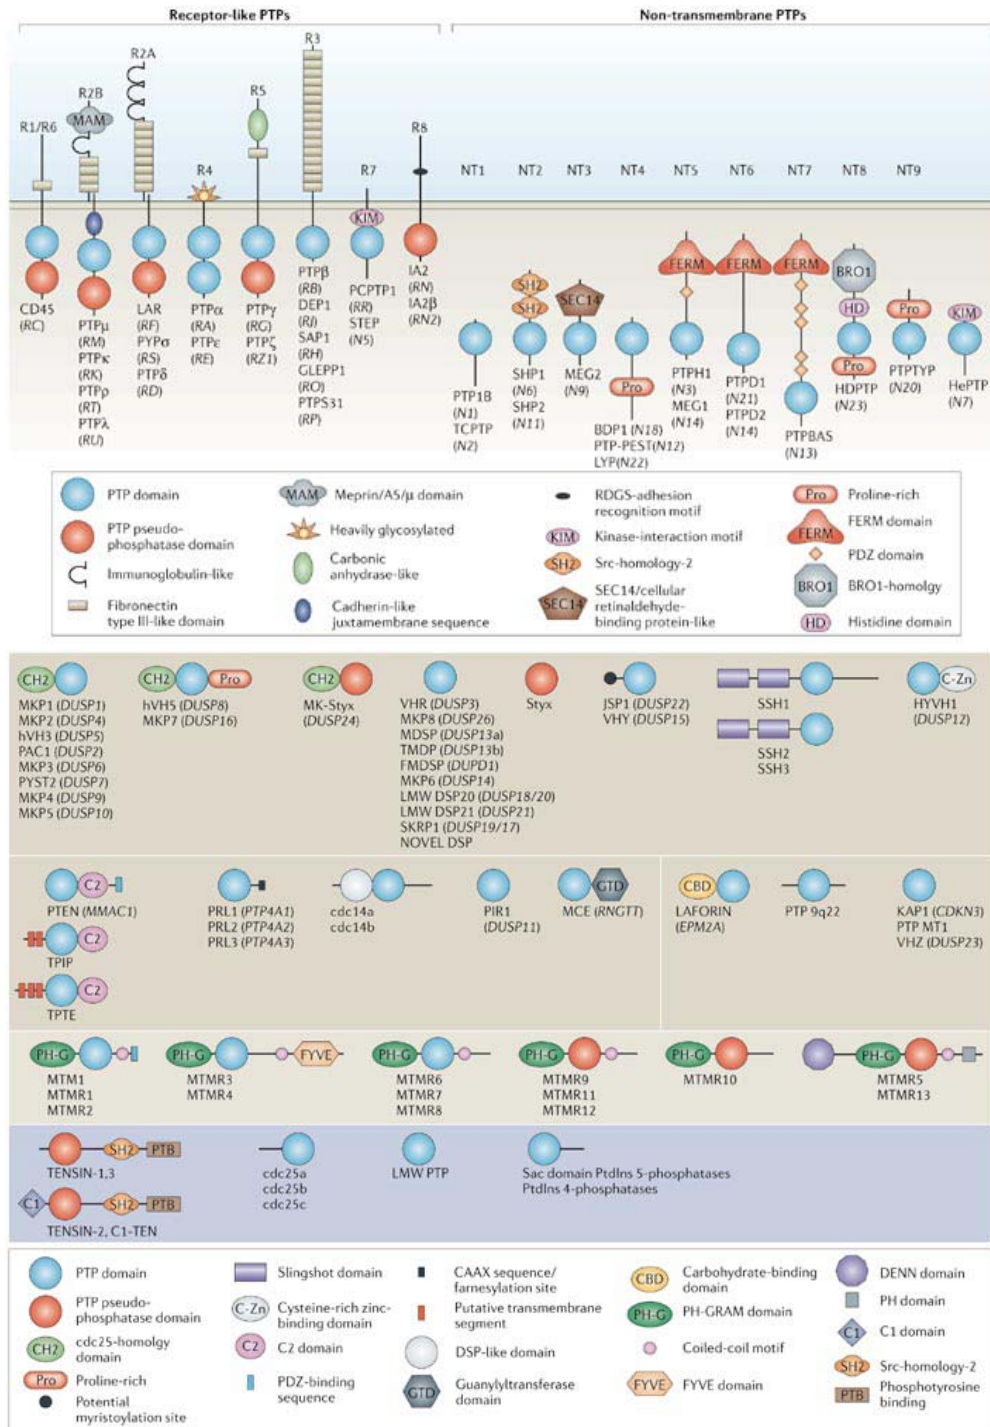 Receptor-like PTPs
Non-transmembrane PTPs
R1/R6
CD45
(RC)
R2B
MAM
PTPμ
(RM)
PTPκ
(RK)
PTPρ
(RT)
PTPλ
(RU)
R2A
LAR
(RF)
PYPσ
(RS)
PTPδ
(RD)
R4
PTPα
(RA)
PTPε
(RE)
R5
PTPγ
(RG)
PTPζ
(RZ1)
R3
PTPβ
(RB)
DEP1
(RJ)
SAP1
(RH)
GLEPP1
(RO)
PTPS31
(RP)
R7
KIM
PCPTP1
(RR)
STEP
(N5)
R8
IA2
(RN)
IA2β
(RN2)
NT1
PTP1B
(N1)
TCPTP
(N2)
NT2
SH2
SH2
SHP1
(N6)
SHP2
(N11)
NT3
SEC14
MEG2
(N9)
NT4
Pro
BDP1 (N18)
PTP-PEST(N12)
LYP(N22)
NT5
FERM
PTPH1
(N3)
MEG1
(N14)
NT6
FERM
PTPD1
(N21)
PTPD2
(N14)
NT7
FERM
PTPBAS
(N13)
NT8
BRO1
HD
Pro
HDPTP
(N23)
NT9
Pro
PTPTYP
(N20)
KIM
HePTP
(N7)
PTP domain
PTP pseudo-
phosphatase domain
Immunoglobulin-like
Fibronectin
type III-like domain
MAM
Meprin/A5/μ domain
Heavily glycosylated
Carbonic
anhydrase-like
Cadherin-like
juxtamembrane sequence
RDGS-adhesion
recognition motif
KIM
Kinase-interaction motif
SH2
Src-homology-2
SEC14
SEC14/cellular
retinaldehyde-
binding protein-like
Pro
Proline-rich
FERM
FERM domain
PDZ domain
BRO1
BRO1-homolgy
HD
Histidine domain
CH2
MKP1 (DUSP1)
MKP2 (DUSP4)
hVH3 (DUSP5)
PAC1 (DUSP2)
MKP3 (DUSP6)
PYST2 (DUSP7)
MKP4 (DUSP9)
MKP5 (DUSP10)
CH2
Pro
hVH5 (DUSP8)
MKP7 (DUSP16)
CH2
MK-Styx
(DUSP24)
VHR (DUSP3)
MKP8 (DUSP26)
MDSP (DUSP13a)
TMDP (DUSP13b)
FMDSP (DUPD1)
MKP6 (DUSP14)
LMW DSP20 (DUSP18/20)
LMW DSP21 (DUSP21)
SKRP1 (DUSP19/17)
NOVEL DSP
Styx
JSP1 (DUSP22)
VHY (DUSP15)
SSH1
SSH2
SSH3
C-Zn
HYVH1
(DUSP12)
C2
PTEN (MMAC1)
C2
TPIP
C2
TPTE
PRL1 (PTP4A1)
PRL2 (PTP4A2)
PRL3 (PTP4A3)
cdc14a
cdc14b
PIR1
(DUSP11)
GTD
MCE (RNGTT)
CBD
LAFORIN
(EPM2A)
PTP 9q22
KAP1 (CDKN3)
PTP MT1
VHZ (DUSP23)
PH-G
MTM1
MTMR1
MTMR2
PH-G
FYVE
MTMR3
MTMR4
PH-G
MTMR6
MTMR7
MTMR8
PH-G
MTMR9
MTMR11
MTMR12
PH-G
MTMR10
PH-G
MTMR5
MTMR13
SH2
PTB
TENSIN-1,3
C1
SH2
PTB
TENSIN-2, C1-TEN
cdc25a
cdc25b
cdc25c
LMW PTP
Sac domain PtdIns 5-phosphatases
PtdIns 4-phosphatases
PTP domain
PTP pseudo-
phosphatase domain
CH2
cdc25-homolgy
domain
Pro
Proline-rich
Potential
myristoylation site
Slingshot domain
C-Zn
Cysteine-rich zinc-
binding domain
C2
C2 domain
PDZ-binding
sequence
CAAX sequence/
farnesylation site
Putative transmembrane
segment
DSP-like domain
GTD
Guanylyltransferase
domain
CBD
Carbohydrate-binding
domain
PH-G
PH-GRAM domain
Coiled-coil motif
FYVE
FYVE domain
DENN domain
PH domain
C1
C1 domain
SH2
Src-homology-2
PTB
Phosphotyrosine
binding